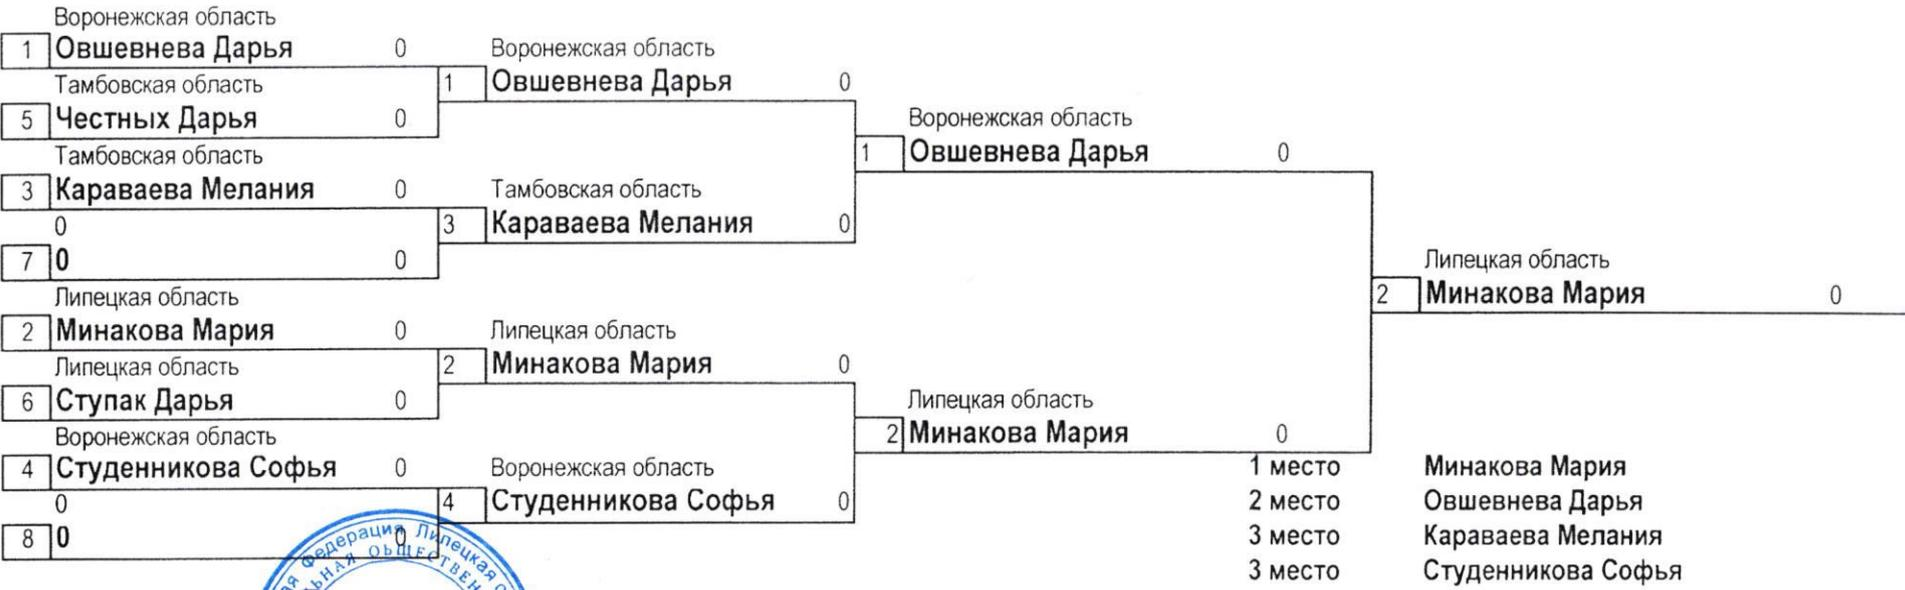 Воронежская область
1 Овшевнева Дарья 0
Тамбовская область
5 Честных Дарья 0
Тамбовская область
3 Караваева Мелания 0
0
7 0 0
Липецкая область
2 Минакова Мария 0
Липецкая область
6 Ступак Дарья 0
Воронежская область
4 Студенникова Софья 0
0
8 0 0
Воронежская область
1 Овшевнева Дарья 0
Тамбовская область
3 Караваева Мелания 0
Липецкая область
2 Минакова Мария 0
Воронежская область
4 Студенникова Софья 0
Воронежская область
1 Овшевнева Дарья 0
Липецкая область
2 Минакова Мария 0
Липецкая область
2 Минакова Мария 0
1 место Минакова Мария
2 место Овшевнева Дарья
3 место Караваева Мелания
3 место Студенникова Софья
Федерация Липецкая